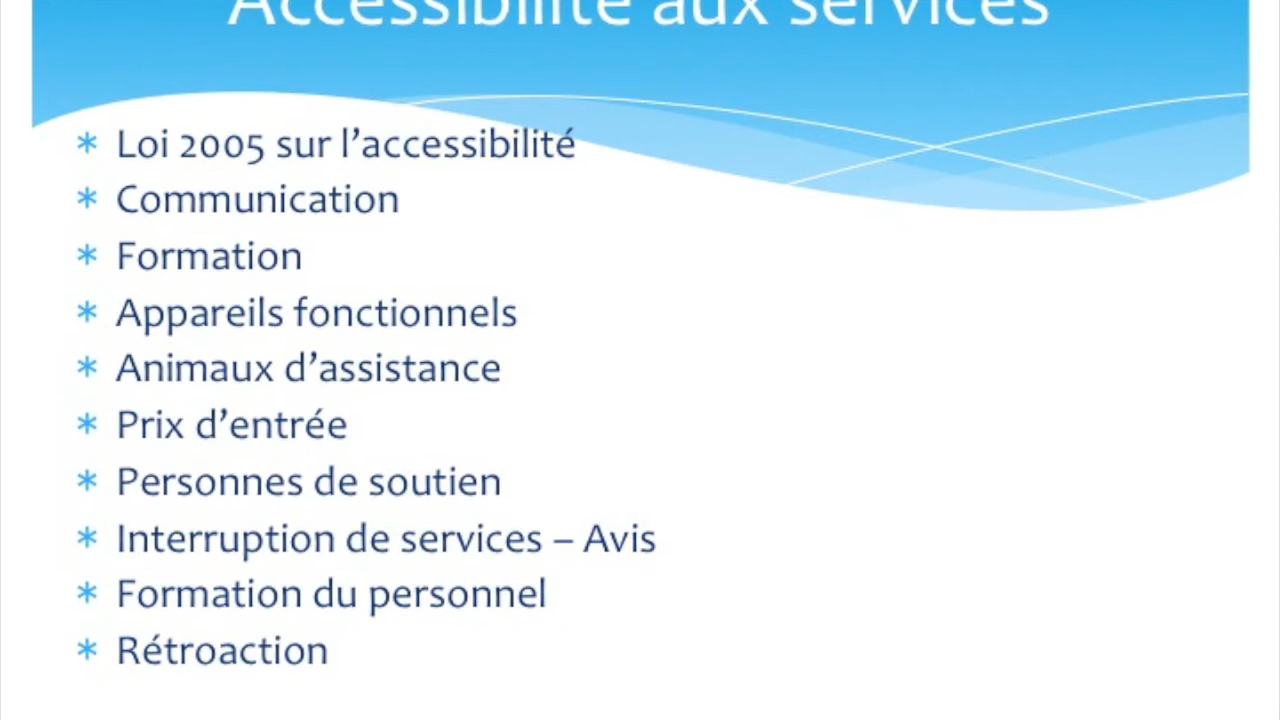 Accessibilité aux services
* Loi 2005 sur l’accessibilité
* Communication
* Formation
* Appareils fonctionnels
* Animaux d’assistance
* Prix d’entrée
* Personnes de soutien
* Interruption de services – Avis
* Formation du personnel
* Rétroaction